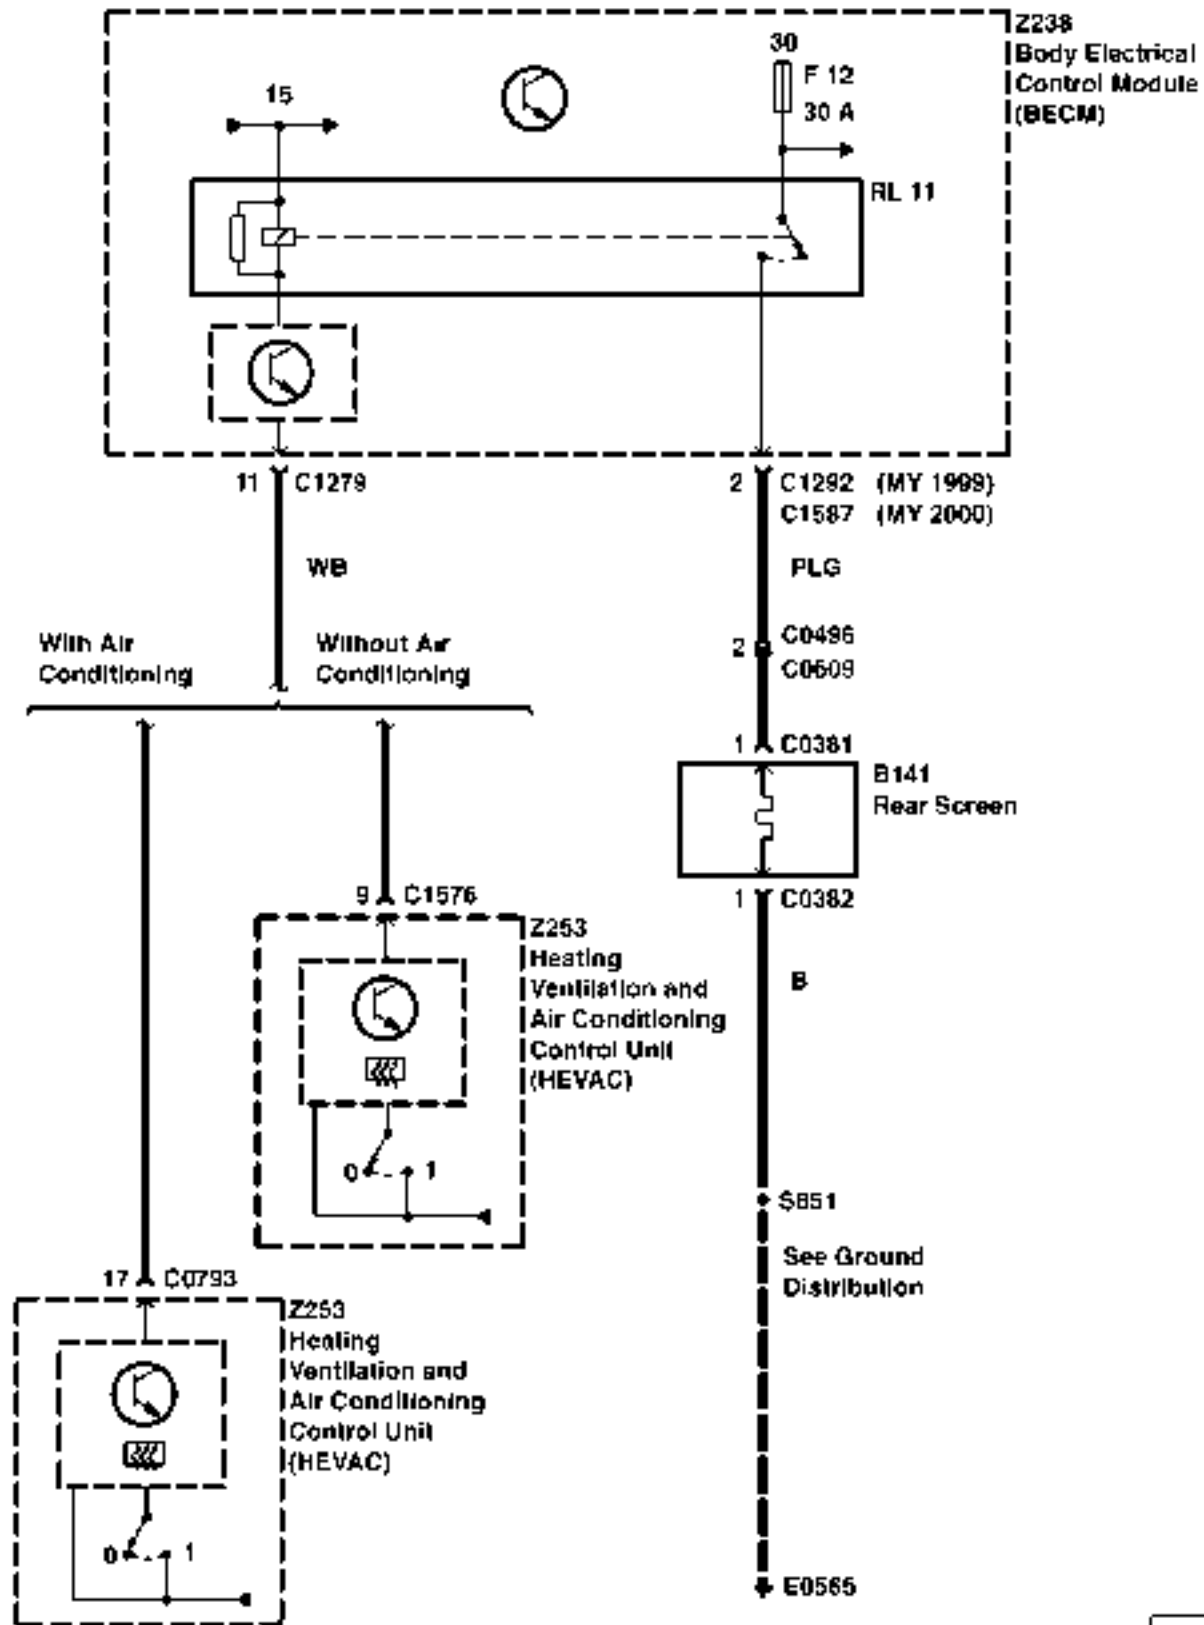 Z238
Body Electrical
Control Module
(BECM)
30
F 12
30 A
15
RL 11
11 C1279
2 C1292 (MY 1999)
C1587 (MY 2000)
WB
PLG
With Air
Conditioning
Without Air
Conditioning
2 C0496
C0609
1 C0381
B141
Rear Screen
1 C0382
9 C1576
Z253
Heating
Ventilation and
Air Conditioning
Control Unit
(HEVAC)
B
0 1
S851
See Ground
Distribution
17 C0793
Z253
Heating
Ventilation and
Air Conditioning
Control Unit
(HEVAC)
0 1
E0565